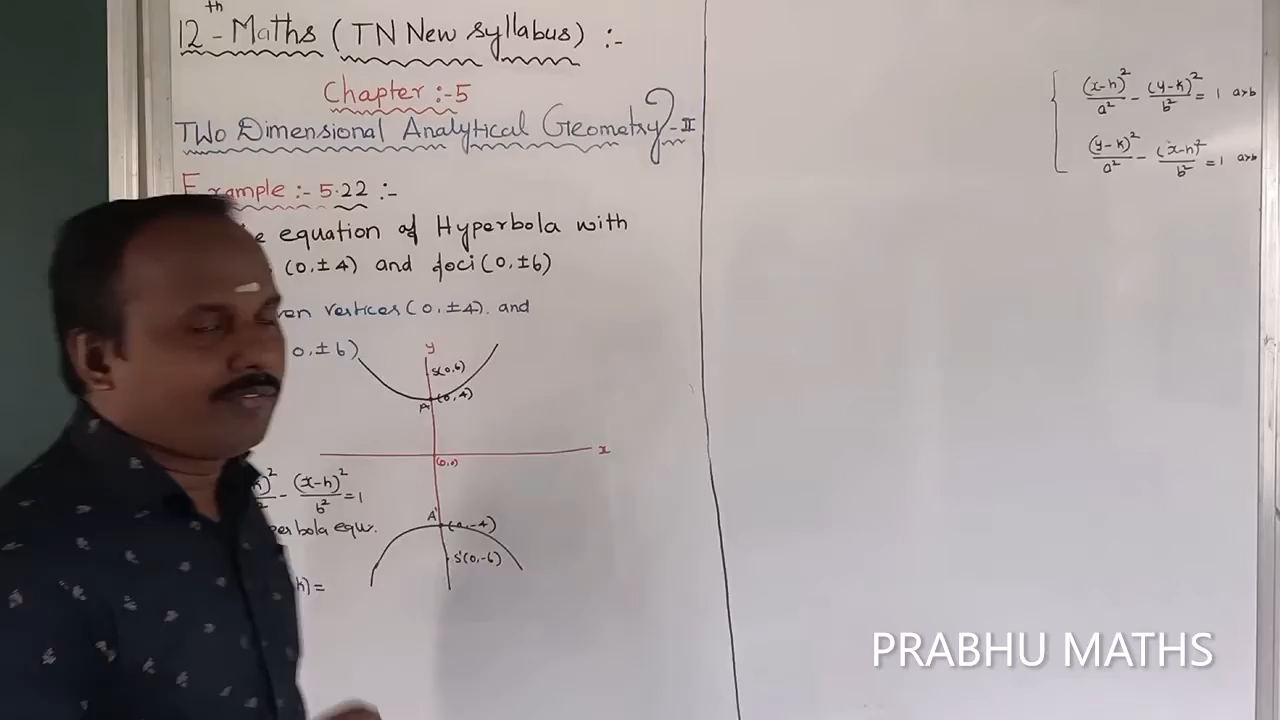 12th - Maths (TN New syllabus) :-
Chapter :- 5
Two Dimensional Analytical Geometry - II
Example :- 5.22 :-
equation of Hyperbola with
(0, ±4) and foci (0, ±6)
vertices (0, ±4). and
0, ±6)
y
S(0,6)
A (0, 4)
x
(0,0)
)² - (x-h)²/b² = 1
A' (0, -4)
equ.
S'(0, -6)
k) =
(x-h)²/a² - (y-k)²/b² = 1 a>b
(y-k)²/a² - (x-h)²/b² = 1 a>b
PRABHU MATHS